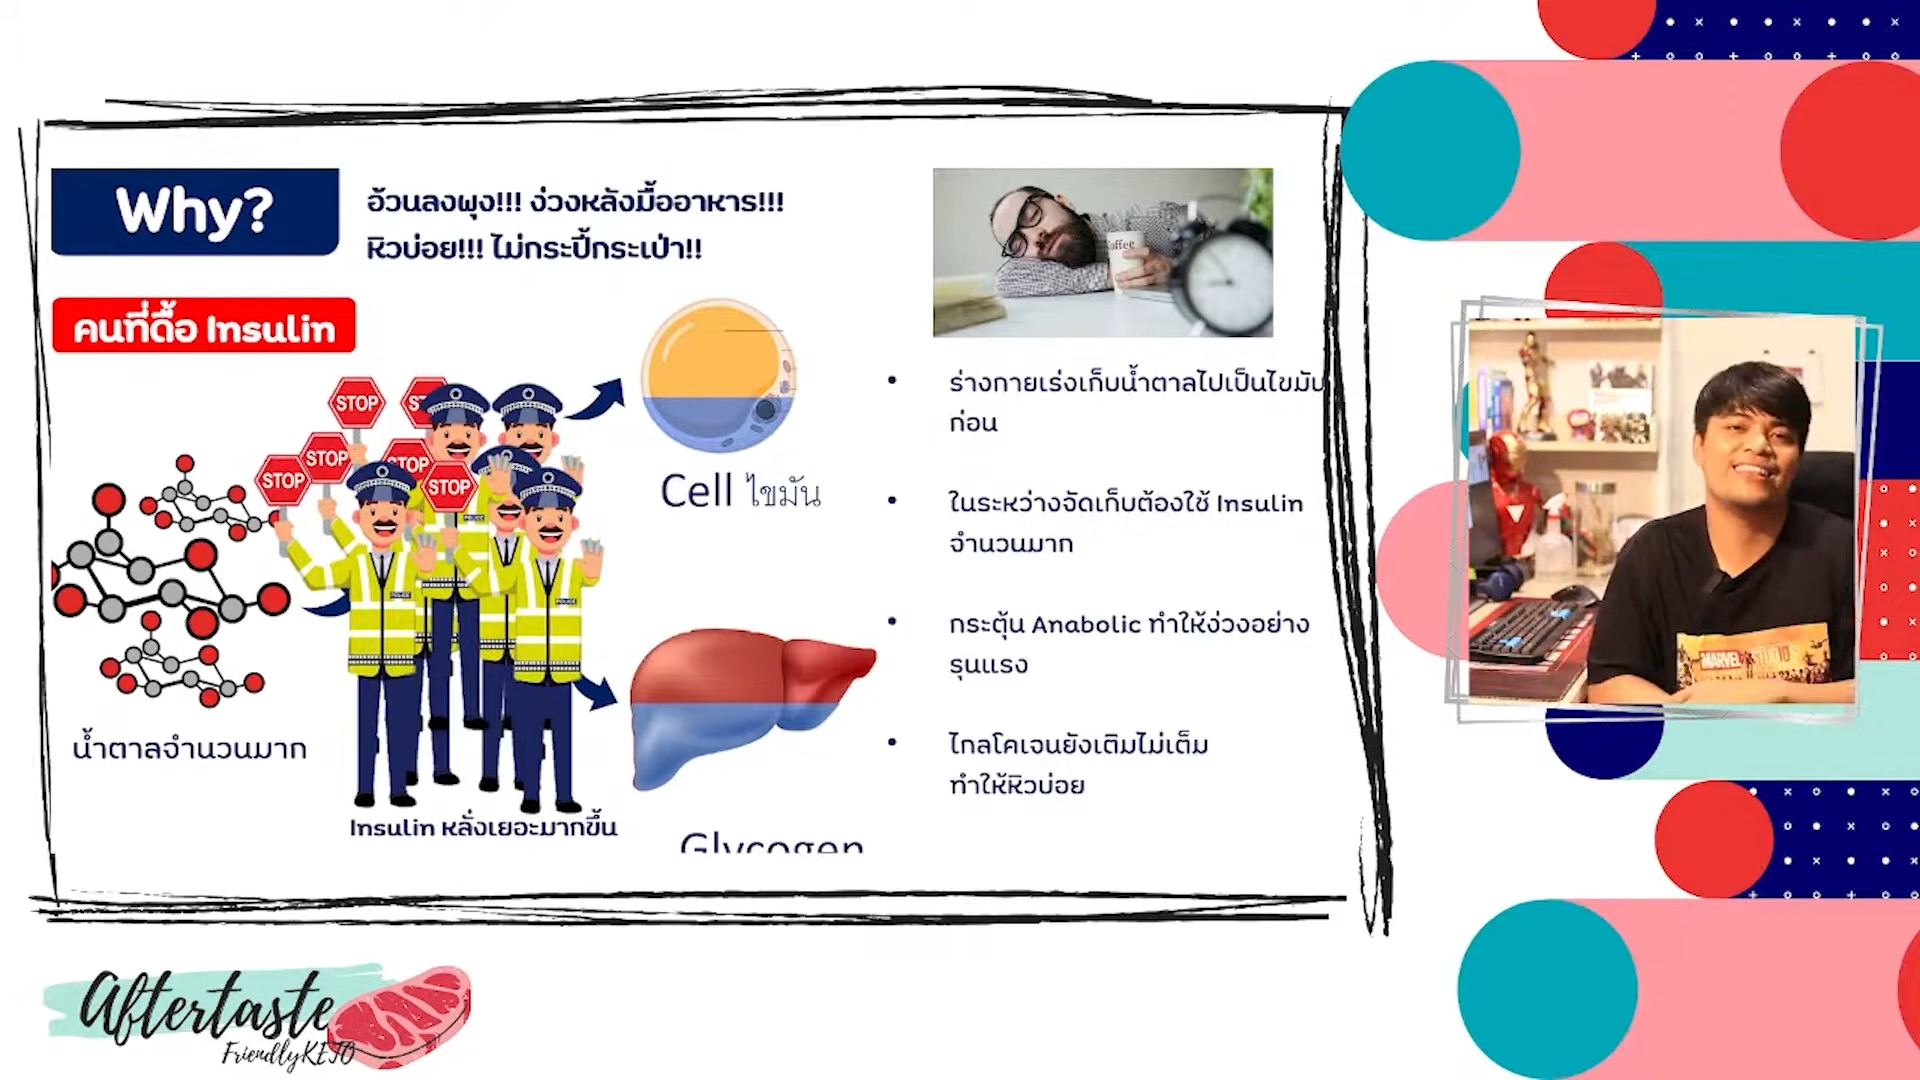 Why?
อ้วนลงพุง!!! ง่วงหลังมื้ออาหาร!!!
หิวบ่อย!!! ไม่กระปี้กระเป่า!!
คนที่ดื้อ Insulin
STOP
STOP
STOP
STOP
STOP
POLICE
POLICE
POLICE
น้ำตาลจำนวนมาก
Insulin หลั่งเยอะมากขึ้น
Cell ไขมัน
Glycogen
Coffee
• ร่างกายเร่งเก็บน้ำตาลไปเป็นไขมัน
ก่อน
• ในระหว่างจัดเก็บต้องใช้ Insulin
จำนวนมาก
• กระตุ้น Anabolic ทำให้ง่วงอย่าง
รุนแรง
• ไกลโคเจนยังเติมไม่เต็ม
ทำให้หิวบ่อย
MARVEL STUDIOS
Aftertaste
FriendlyKETO